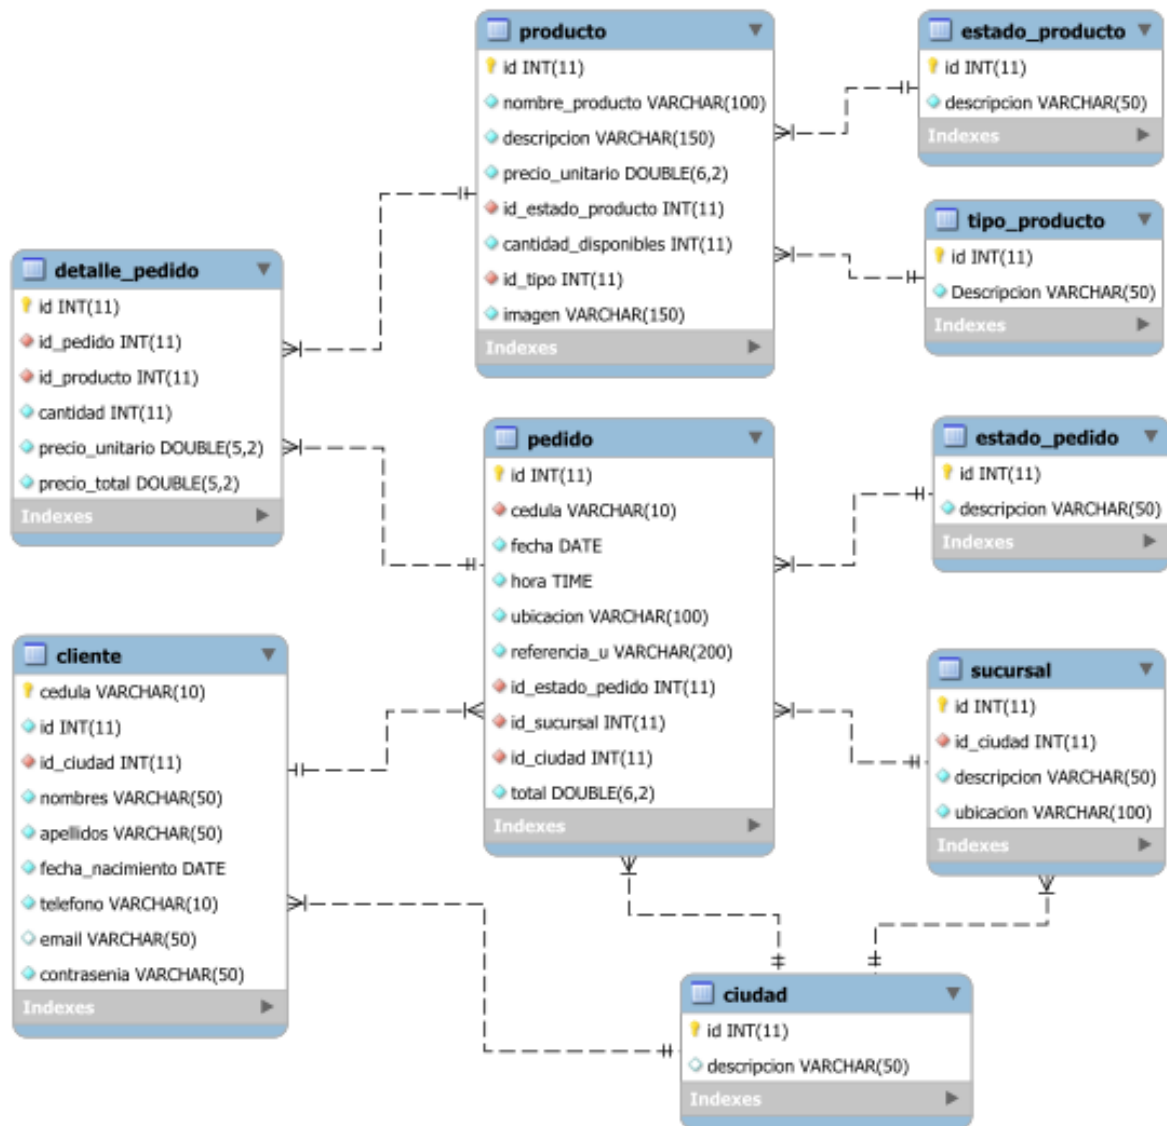 producto
id INT(11)
nombre_producto VARCHAR(100)
descripcion VARCHAR(150)
precio_unitario DOUBLE(6,2)
id_estado_producto INT(11)
cantidad_disponibles INT(11)
id_tipo INT(11)
imagen VARCHAR(150)
Indexes
estado_producto
id INT(11)
descripcion VARCHAR(50)
Indexes
tipo_producto
id INT(11)
Descripcion VARCHAR(50)
Indexes
detalle_pedido
id INT(11)
id_pedido INT(11)
id_producto INT(11)
cantidad INT(11)
precio_unitario DOUBLE(5,2)
precio_total DOUBLE(5,2)
Indexes
pedido
id INT(11)
cedula VARCHAR(10)
fecha DATE
hora TIME
ubicacion VARCHAR(100)
referencia_u VARCHAR(200)
id_estado_pedido INT(11)
id_sucursal INT(11)
id_ciudad INT(11)
total DOUBLE(6,2)
Indexes
estado_pedido
id INT(11)
descripcion VARCHAR(50)
Indexes
cliente
cedula VARCHAR(10)
id INT(11)
id_ciudad INT(11)
nombres VARCHAR(50)
apellidos VARCHAR(50)
fecha_nacimiento DATE
telefono VARCHAR(10)
email VARCHAR(50)
contrasenia VARCHAR(50)
Indexes
sucursal
id INT(11)
id_ciudad INT(11)
descripcion VARCHAR(50)
ubicacion VARCHAR(100)
Indexes
ciudad
id INT(11)
descripcion VARCHAR(50)
Indexes